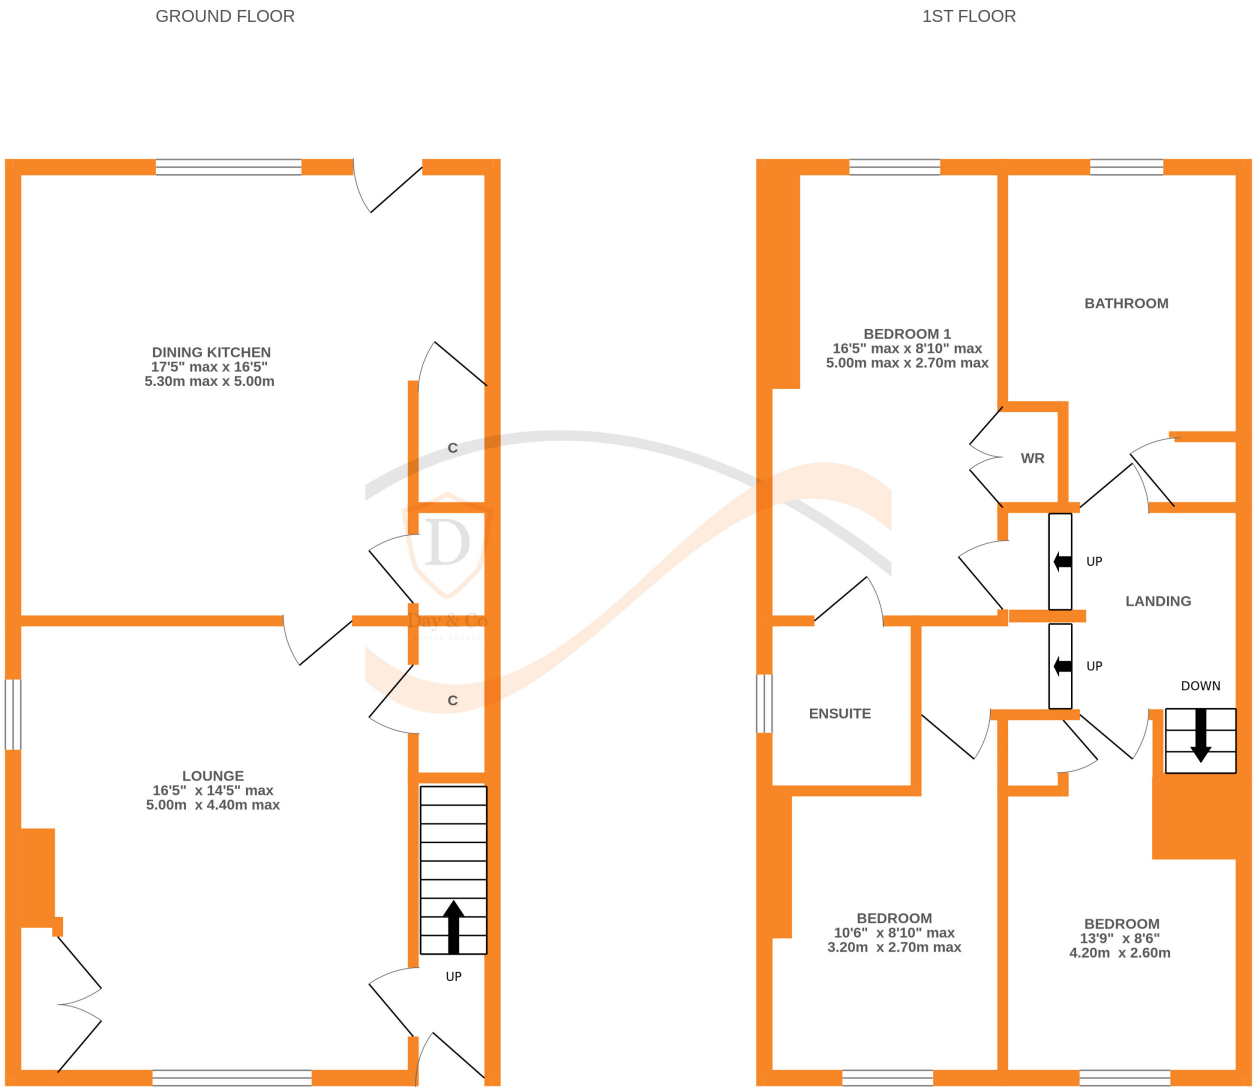 GROUND FLOOR
1ST FLOOR
DINING KITCHEN
17'5" max x 16'5"
5.30m max x 5.00m
C
D
Day & Co
C
LOUNGE
16'5" x 14'5" max
5.00m x 4.40m max
UP
BEDROOM 1
16'5" max x 8'10" max
5.00m max x 2.70m max
BATHROOM
WR
UP
LANDING
UP
DOWN
ENSUITE
BEDROOM
10'6" x 8'10" max
3.20m x 2.70m max
BEDROOM
13'9" x 8'6"
4.20m x 2.60m